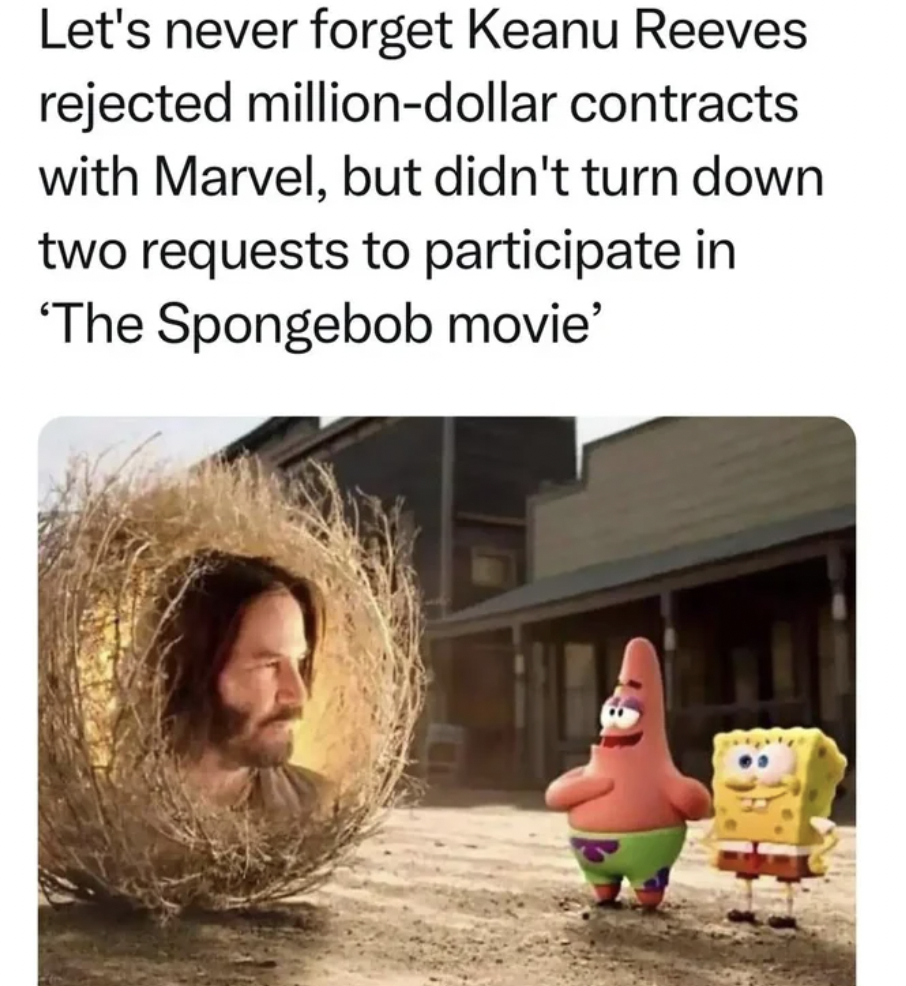 Let's never forget Keanu Reeves
rejected million-dollar contracts
with Marvel, but didn't turn down
two requests to participate in
‘The Spongebob movie’